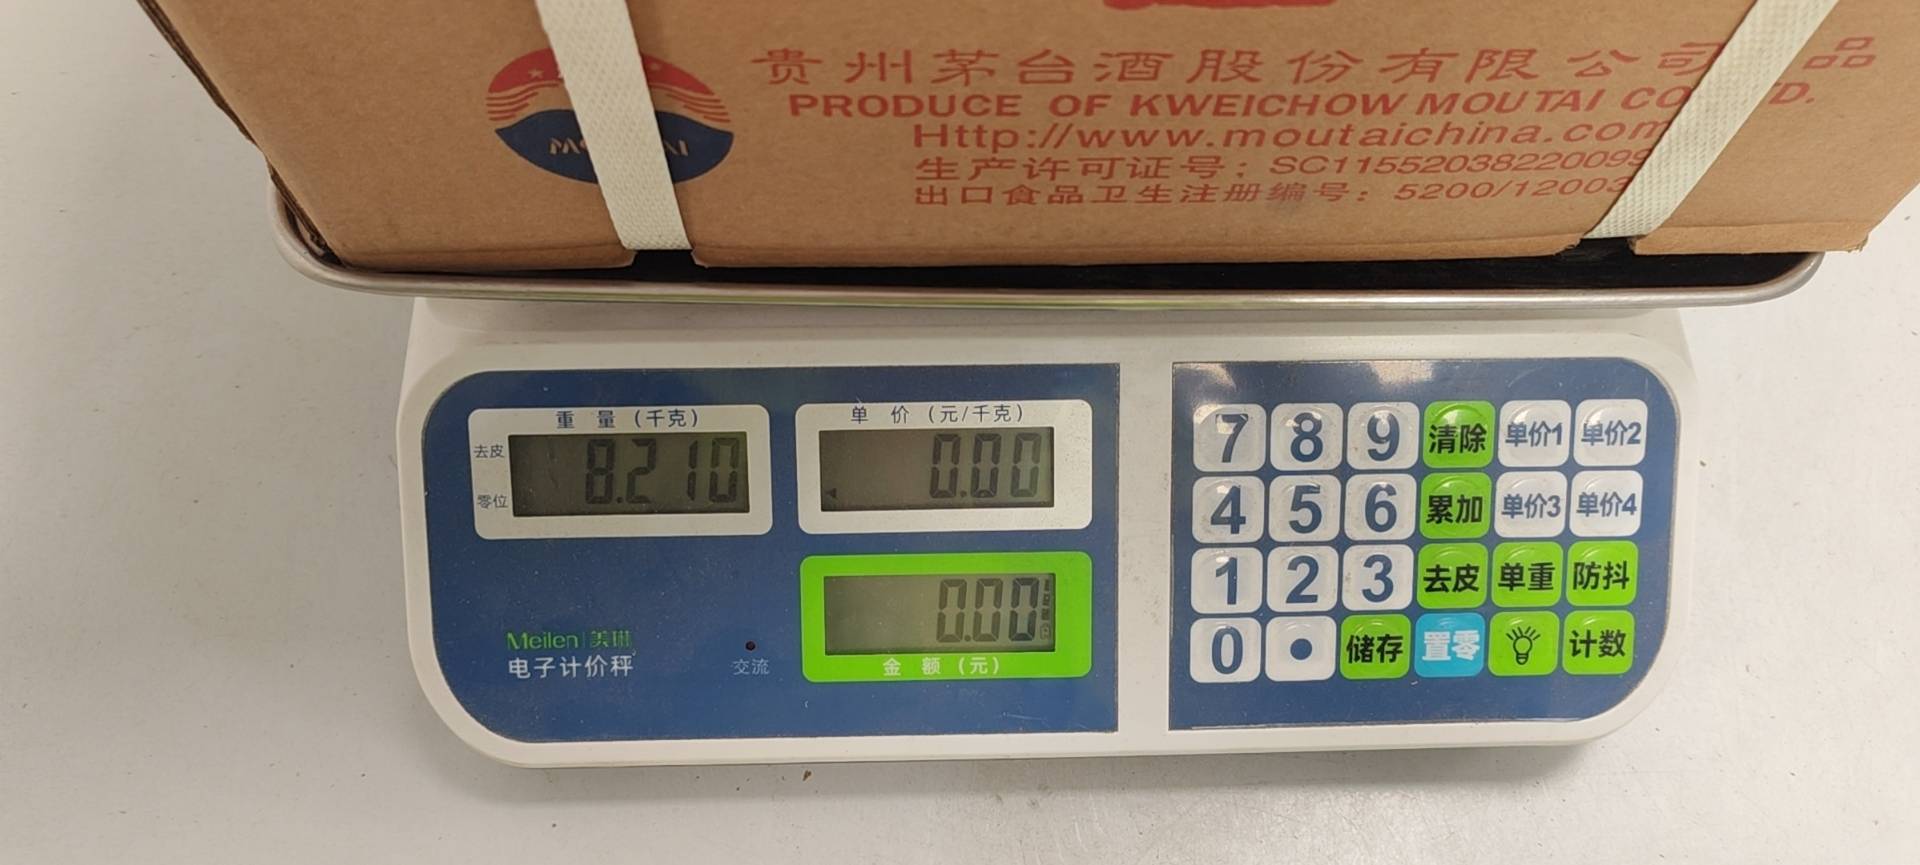 贵州茅台酒股份有限公司 品
PRODUCE OF KWEICHOW MOUTAI CO D.
Http://www.moutaichina.com
生产许可证号：SC11552038220099
出口食品卫生注册编号：5200/12003
重 量 (千克)
去皮
零位
8.210
单 价 (元/千克)
0.00
0.00
金 额 (元)
Meilen 美琳
电子计价秤
交流
7 8 9 清除 单价1 单价2
4 5 6 累加 单价3 单价4
1 2 3 去皮 单重 防抖
0 • 储存 置零 计数